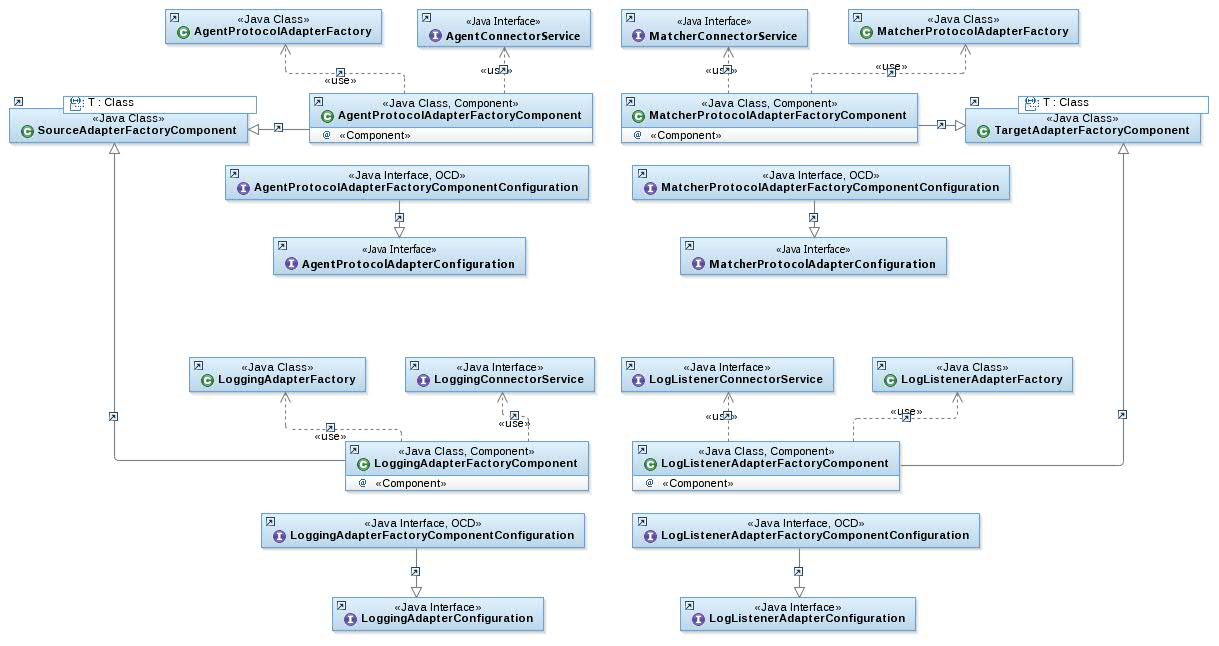 «Java Class»
AgentProtocolAdapterFactory
«Java Interface»
AgentConnectorService
«Java Interface»
MatcherConnectorService
«Java Class»
MatcherProtocolAdapterFactory
«use»
«use»
«use»
«use»
T : Class
«Java Class»
SourceAdapterFactoryComponent
«Java Class, Component»
AgentProtocolAdapterFactoryComponent
@ «Component»
«Java Class, Component»
MatcherProtocolAdapterFactoryComponent
@ «Component»
T : Class
«Java Class»
TargetAdapterFactoryComponent
«Java Interface, OCD»
AgentProtocolAdapterFactoryComponentConfiguration
«Java Interface, OCD»
MatcherProtocolAdapterFactoryComponentConfiguration
«Java Interface»
AgentProtocolAdapterConfiguration
«Java Interface»
MatcherProtocolAdapterConfiguration
«Java Class»
LoggingAdapterFactory
«Java Interface»
LoggingConnectorService
«Java Interface»
LogListenerConnectorService
«Java Class»
LogListenerAdapterFactory
«use»
«use»
«use»
«use»
«Java Class, Component»
LoggingAdapterFactoryComponent
@ «Component»
«Java Class, Component»
LogListenerAdapterFactoryComponent
@ «Component»
«Java Interface, OCD»
LoggingAdapterFactoryComponentConfiguration
«Java Interface, OCD»
LogListenerAdapterFactoryComponentConfiguration
«Java Interface»
LoggingAdapterConfiguration
«Java Interface»
LogListenerAdapterConfiguration